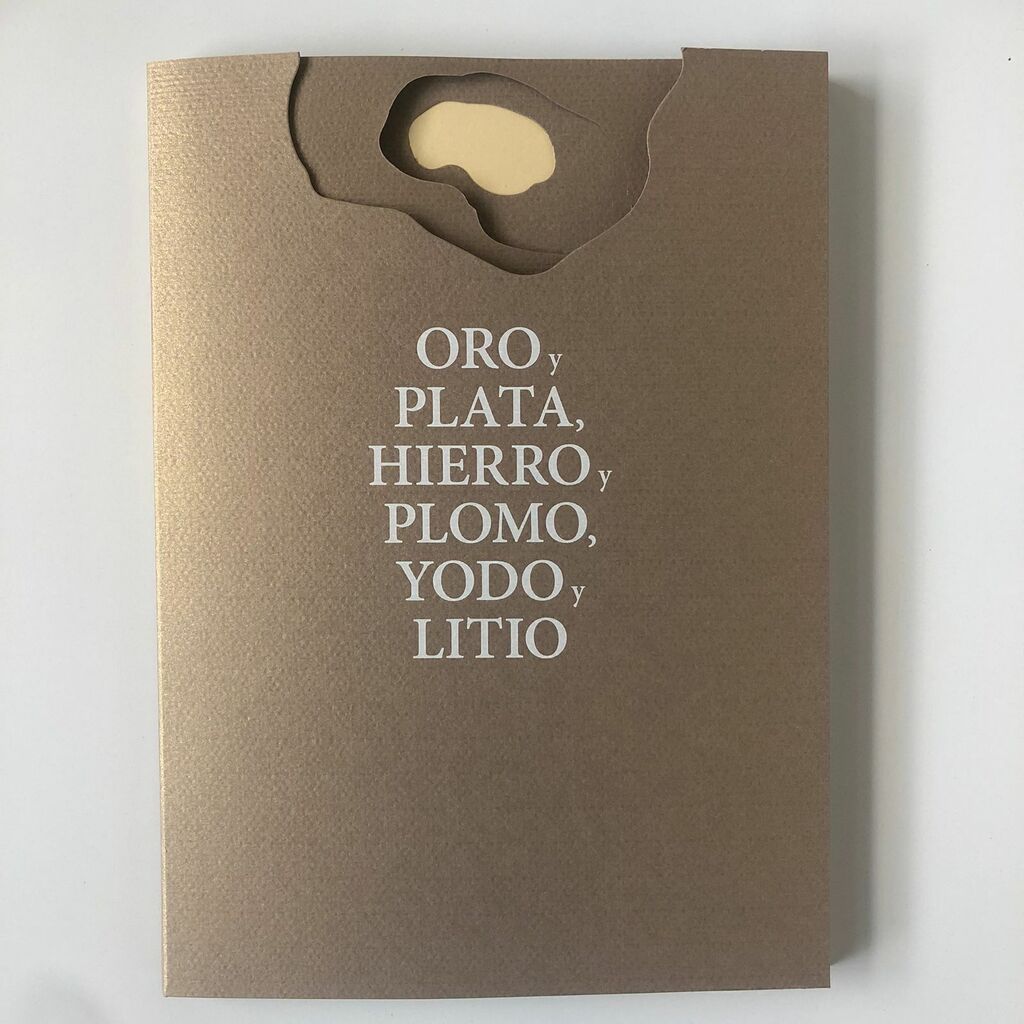 ORO y
PLATA,
HIERRO y
PLOMO,
YODO y
LITIO